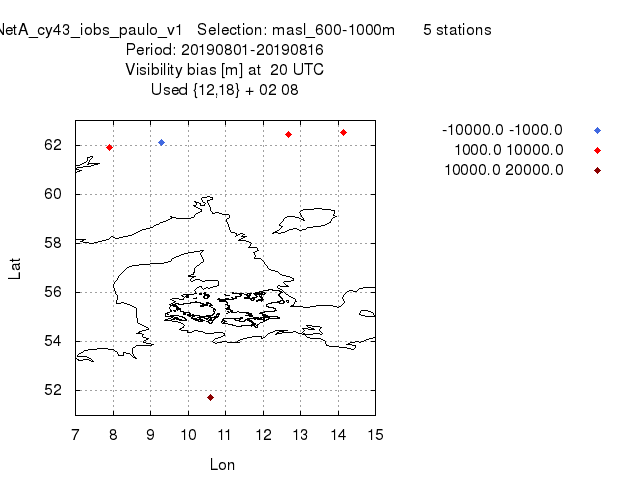 NetA_cy43_iobs_paulo_v1 Selection: masl_600-1000m 5 stations
Period: 20190801-20190816
Visibility bias [m] at 20 UTC
Used {12,18} + 02 08
-10000.0 -1000.0
1000.0 10000.0
10000.0 20000.0
62
60
58
56
54
52
Lat
7 8 9 10 11 12 13 14 15
Lon